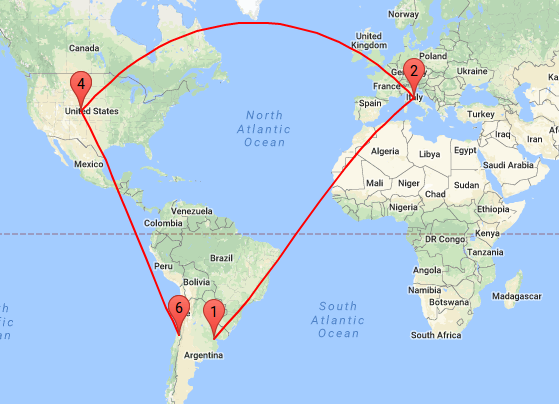 Norway
Canada
United
Kingdom
Poland
4
2
Ukraine
France
Italy
United States
Spain
Turkey
North
Atlantic
Ocean
Iraq
Iran
Algeria
Libya
Egypt
Mexico
Saudi Arabia
Mali
Niger
Chad
Sudan
Venezuela
Nigeria
Ethiopia
Colombia
DR Congo
Kenya
Peru
Brazil
Tanzania
Angola
Bolivia
Namibia
Madagascar
Botswana
6
1
South
Atlantic
Ocean
South Africa
Argentina